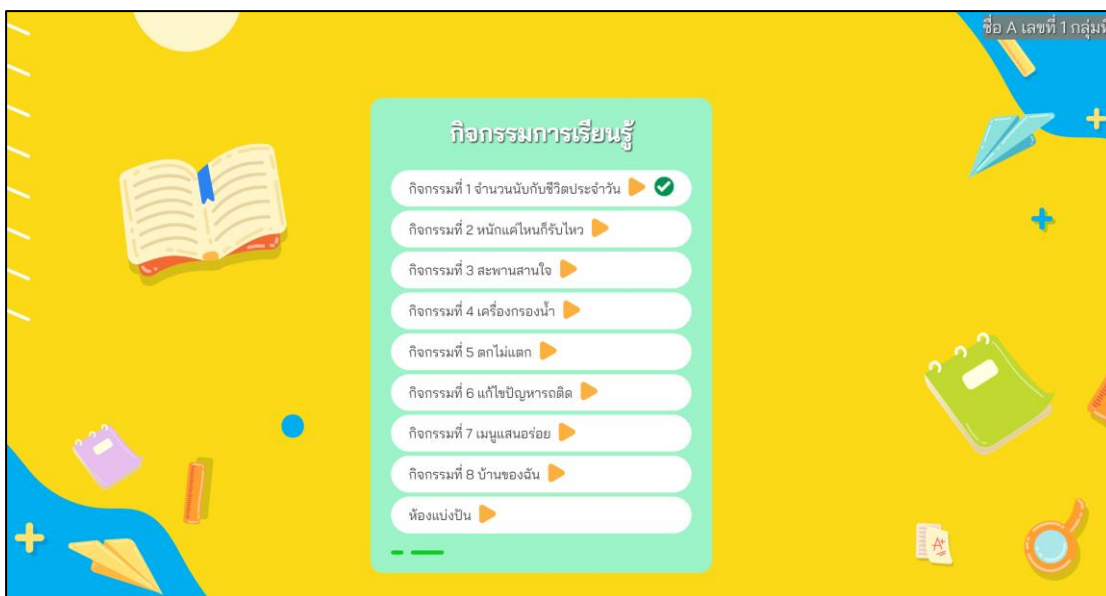 ชื่อ A เลขที่ 1 กลุ่มที่
กิจกรรมการเรียนรู้
กิจกรรมที่ 1 จำนวนนับกับชีวิตประจำวัน
กิจกรรมที่ 2 หนักแค่ไหนก็รับไหว
กิจกรรมที่ 3 สะพานสานใจ
กิจกรรมที่ 4 เครื่องกรองน้ำ
กิจกรรมที่ 5 ตกไม่แตก
กิจกรรมที่ 6 แก้ไขปัญหารถติด
กิจกรรมที่ 7 เมนูแสนอร่อย
กิจกรรมที่ 8 บ้านของฉัน
ห้องแบ่งปัน
A+